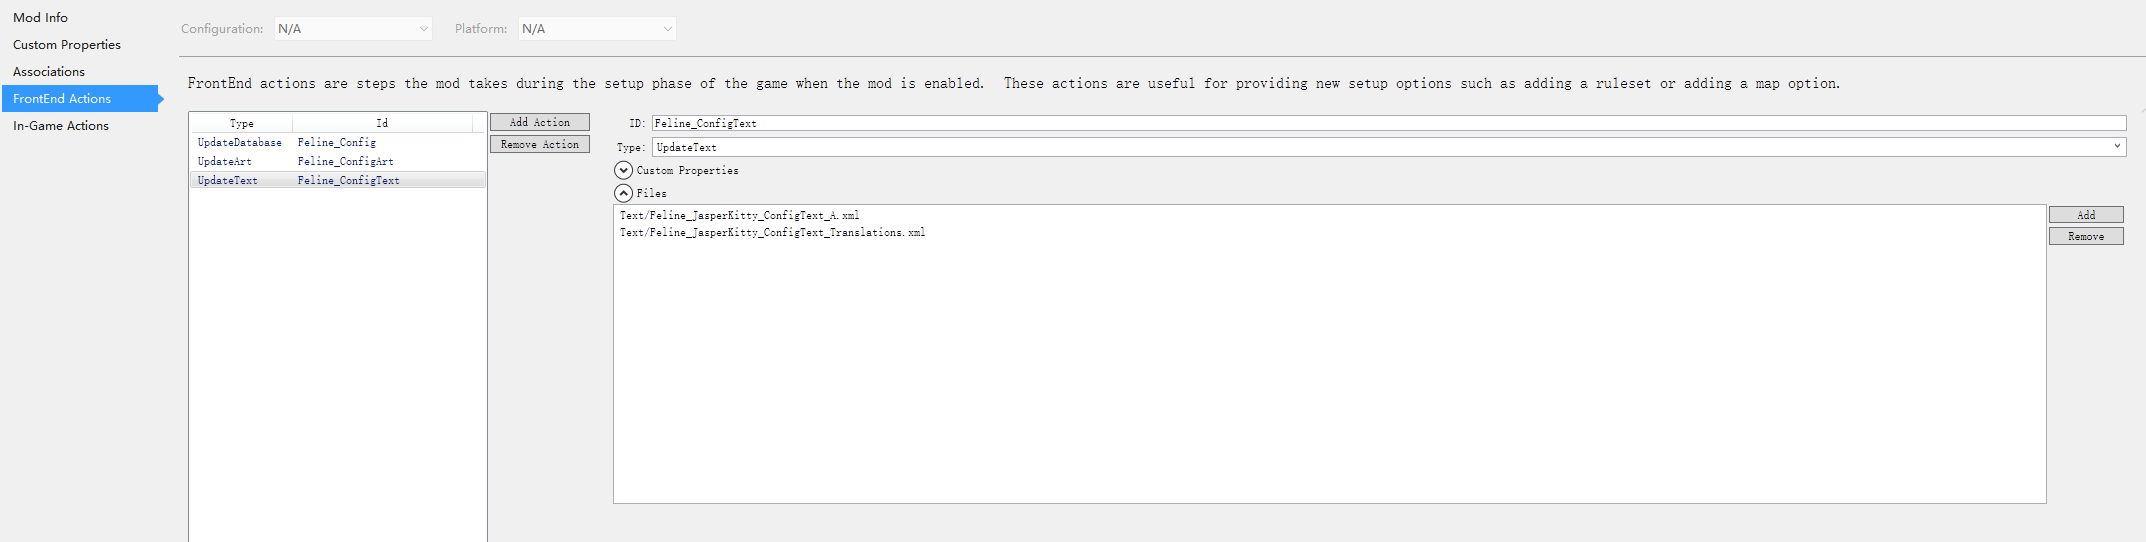 Mod Info
Custom Properties
Associations
FrontEnd Actions
In-Game Actions
Configuration: N/A Platform: N/A
FrontEnd actions are steps the mod takes during the setup phase of the game when the mod is enabled. These actions are useful for providing new setup options such as adding a ruleset or adding a map option.
Type Id
UpdateDatabase Feline_Config
UpdateArt Feline_ConfigArt
UpdateText Feline_ConfigText
Add Action
Remove Action
ID: Feline_ConfigText
Type: UpdateText
Custom Properties
Files
Text/Feline_JasperKitty_ConfigText_A.xml
Text/Feline_JasperKitty_ConfigText_Translations.xml
Add
Remove